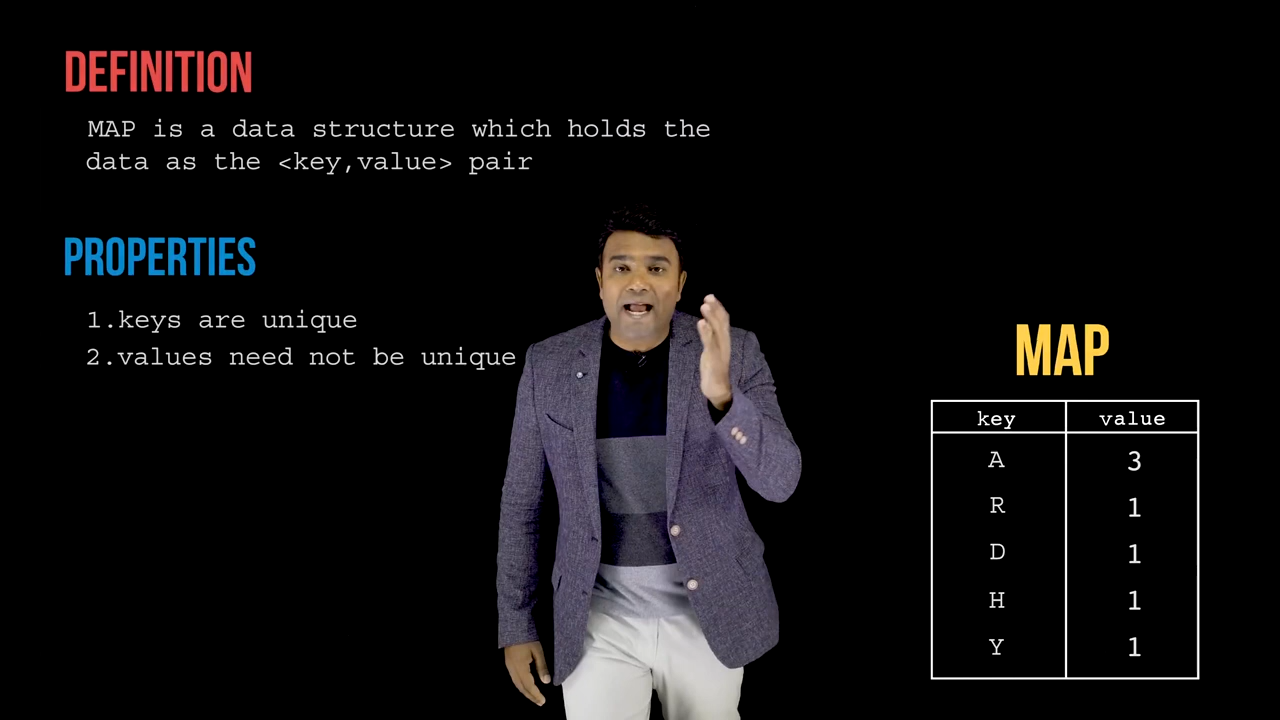 DEFINITION
MAP is a data structure which holds the
data as the <key,value> pair
PROPERTIES
1.keys are unique
2.values need not be unique
MAP
key value
A 3
R 1
D 1
H 1
Y 1